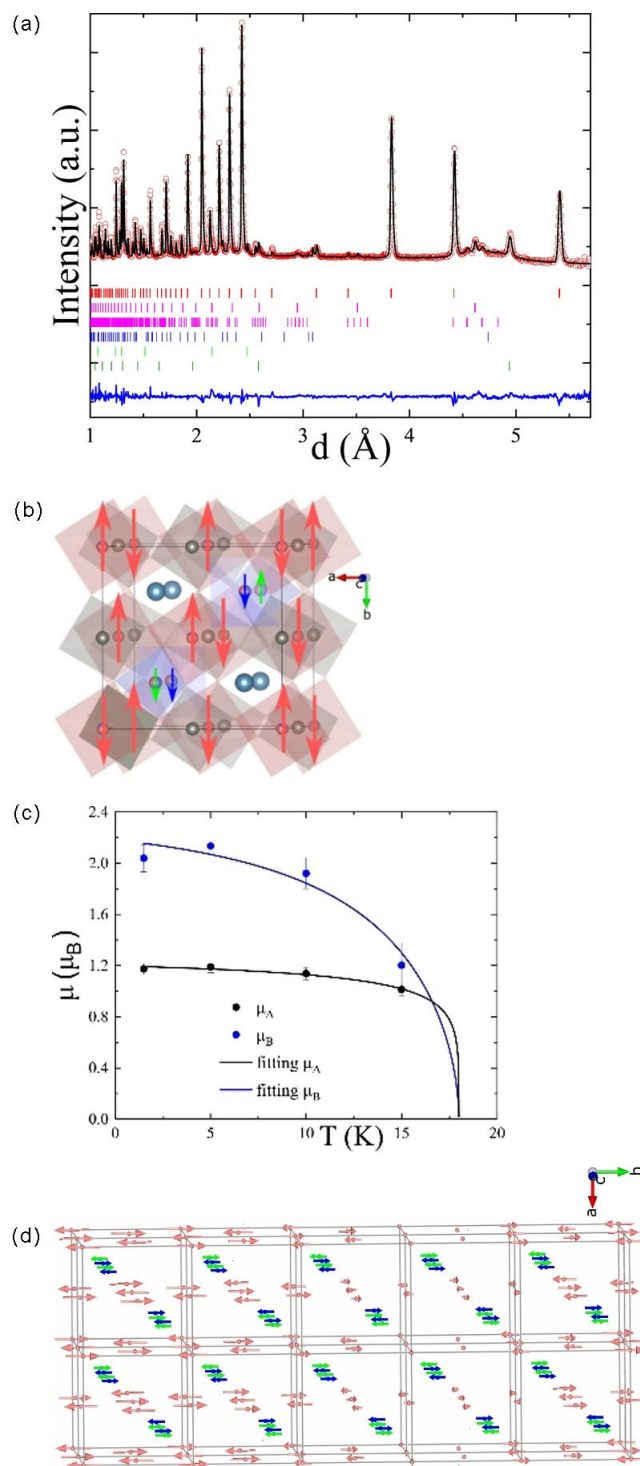 (a)
Intensity (a.u.)
1
2
3
4
5
d (Å)
(b)
a
c
b
(c)
2.4
2.0
1.6
1.2
0.8
0.4
0.0
μ (μB)
μA
μB
fitting μA
fitting μB
0
5
10
15
20
T (K)
c
b
a
(d)